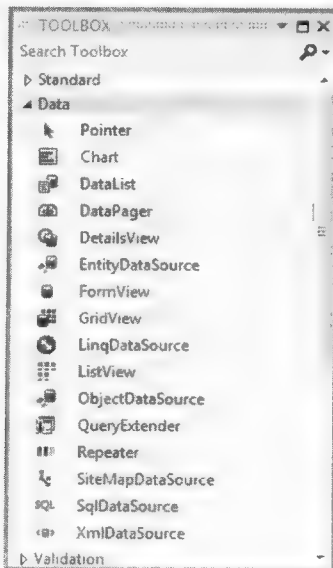 TOOLBOX
Search Toolbox
Standard
Data
Pointer
Chart
DataList
DataPager
DetailsView
EntityDataSource
FormView
GridView
LinqDataSource
ListView
ObjectDataSource
QueryExtender
Repeater
SiteMapDataSource
SQL SqlDataSource
XmlDataSource
Validation